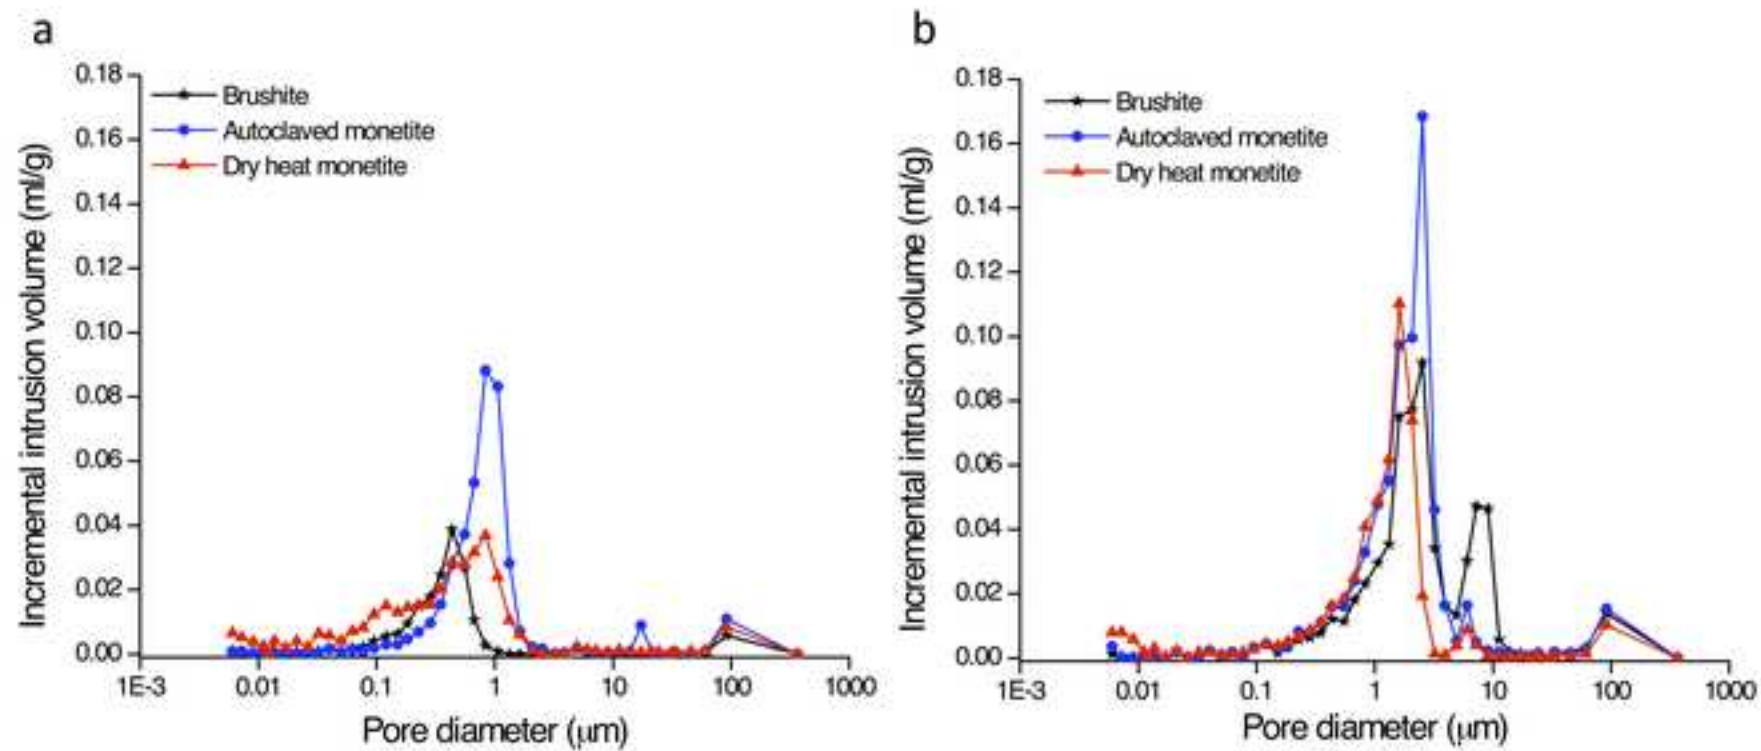 a
Incremental intrusion volume (ml/g)
0.18
0.16
0.14
0.12
0.10
0.08
0.06
0.04
0.02
0.00
Brushite
Autoclaved monetite
Dry heat monetite
1E-3 0.01 0.1 1 10 100 1000
Pore diameter (μm)
b
Incremental intrusion volume (ml/g)
0.18
0.16
0.14
0.12
0.10
0.08
0.06
0.04
0.02
0.00
Brushite
Autoclaved monetite
Dry heat monetite
1E-3 0.01 0.1 1 10 100 1000
Pore diameter (μm)